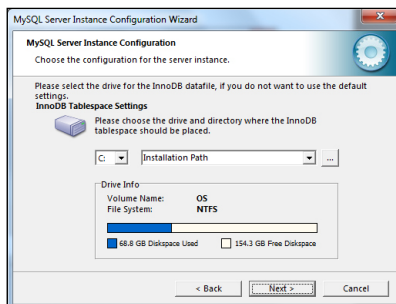 MySQL Server Instance Configuration Wizard
MySQL Server Instance Configuration
Choose the configuration for the server instance.
Please select the drive for the InnoDB datafile, if you do not want to use the default
settings.
InnoDB Tablespace Settings
Please choose the drive and directory where the InnoDB
tablespace should be placed.
C: Installation Path ...
Drive Info
Volume Name: OS
File System: NTFS
68.8 GB Diskspace Used 154.3 GB Free Diskspace
< Back Next > Cancel